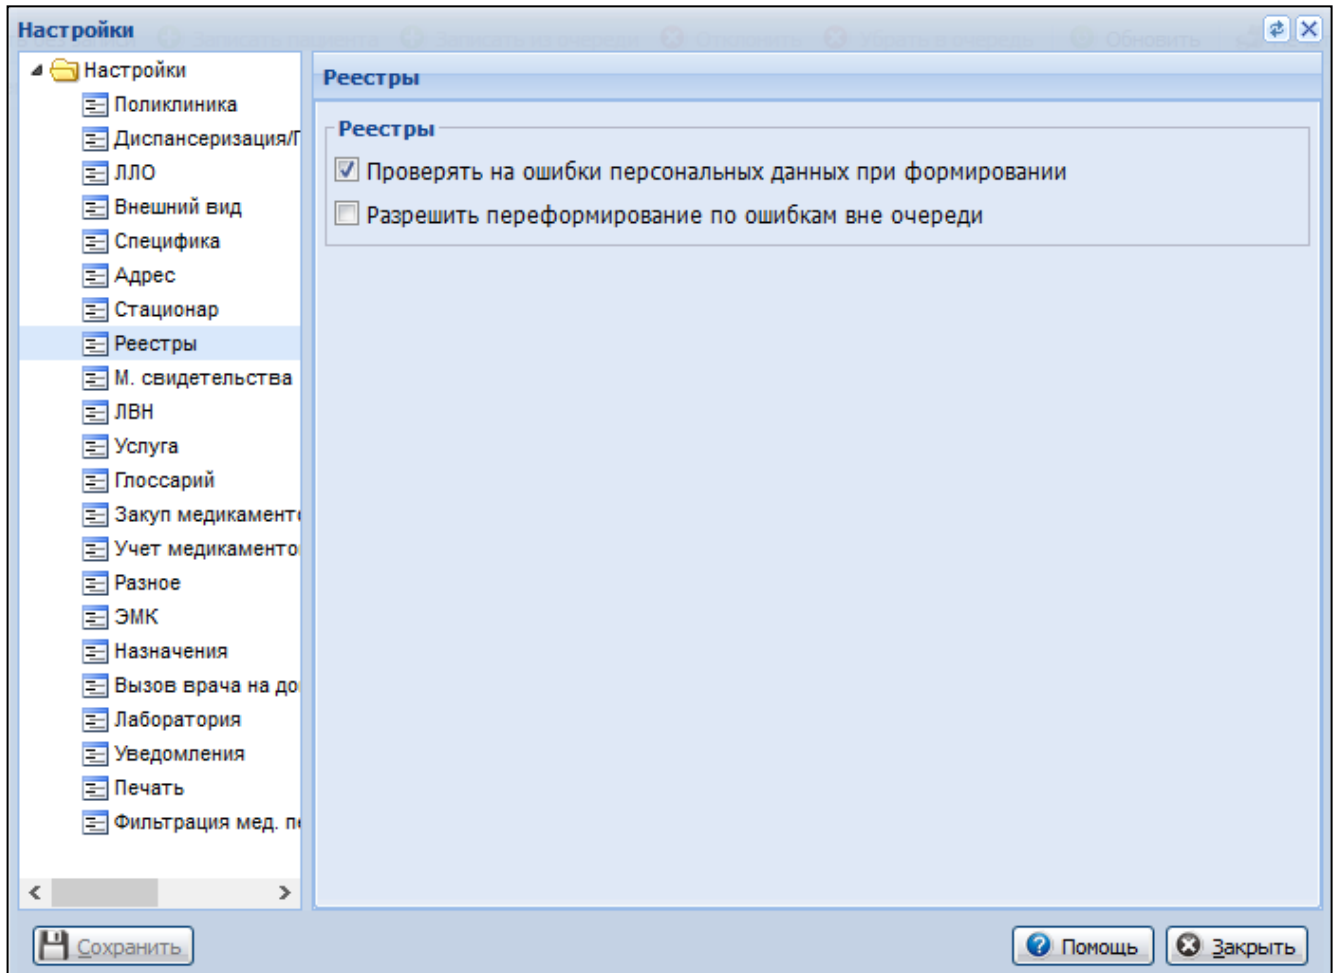 Настройки
Обновить
Настройки
Поликлиника
Диспансеризация/П
ЛЛО
Внешний вид
Специфика
Адрес
Стационар
Реестры
М. свидетельства
ЛВН
Услуга
Глоссарий
Закуп медикаменто
Учет медикаменто
Разное
ЭМК
Назначения
Вызов врача на до
Лаборатория
Уведомления
Печать
Фильтрация мед. п
Реестры
Реестры
Проверять на ошибки персональных данных при формировании
Разрешить переформирование по ошибкам вне очереди
Сохранить
Помощь
Закрыть